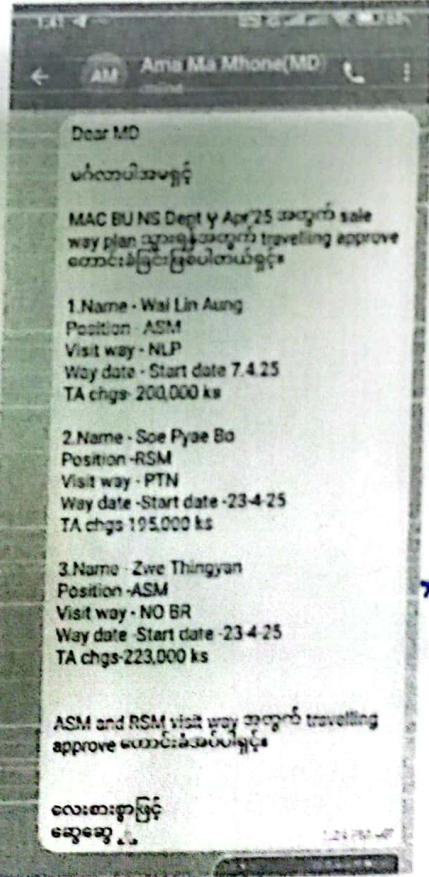 1:41
Ama Ma Mhone(MD)
AM
Dear MD
မင်္ဂလာပါအမရှင့်
MAC BU NS Dept မှ Apr'25 အတွက် sale
way plan သွားရန်အတွက် travelling approve
တောင်းခံခြင်းဖြစ်ပါတယ်ရှင့်။
1.Name - Wai Lin Aung
Position - ASM
Visit way - NLP
Way date - Start date 7.4.25
TA chgs- 200,000 ks
2.Name - Soe Pyae Bo
Position -RSM
Visit way - PTN
Way date -Start date -23-4-25
TA chgs 195,000 ks
3.Name - Zwe Thingyan
Position -ASM
Visit way - NO BR
Way date -Start date -23-4-25
TA chgs-223,000 ks
ASM and RSM visit way အတွက် travelling
approve တောင်းခံအပ်ပါရှင့်။
လေးစားစွာဖြင့်
ဆွေဆွေ